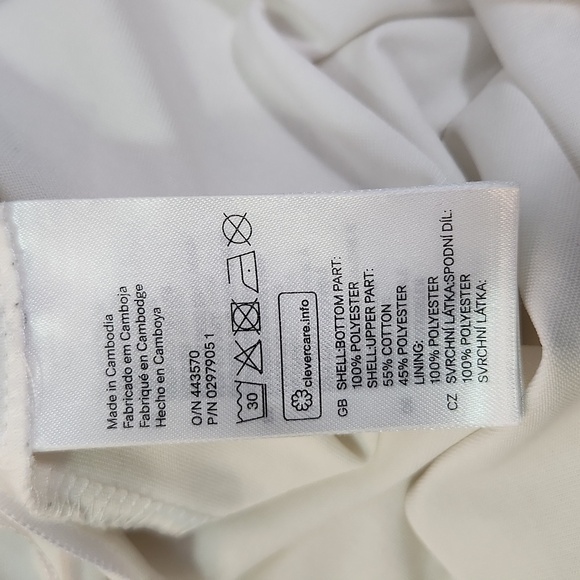 Made in Cambodia
Fabricado em Camboja
Fabriqué en Cambodge
Hecho en Camboya
O/N 443570
P/N 0297905 1
30
clevercare.info
GB SHELL:BOTTOM PART:
100% POLYESTER
SHELL:UPPER PART:
55% COTTON
45% POLYESTER
LINING:
100% POLYESTER
CZ SVRCHNÍ LÁTKA:SPODNÍ DÍL:
100% POLYESTER
SVRCHNÍ LÁTKA: